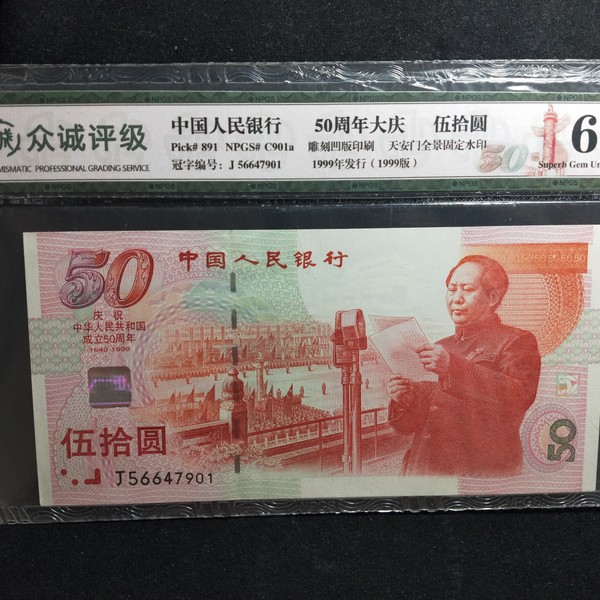 众诚评级
NUMISMATIC PROFESSIONAL GRADING SERVICE
中国人民银行 50周年大庆 伍拾圆
Pick# 891 NPGS# C901a 雕刻凹版印刷 天安门全景固定水印
冠字编号: J 56647901 1999年发行(1999版)
50
6
Superb Gem Un
NPGS
50
中国人民银行
庆祝
中华人民共和国
成立50周年
1949-1999
伍拾圆
J56647901
50